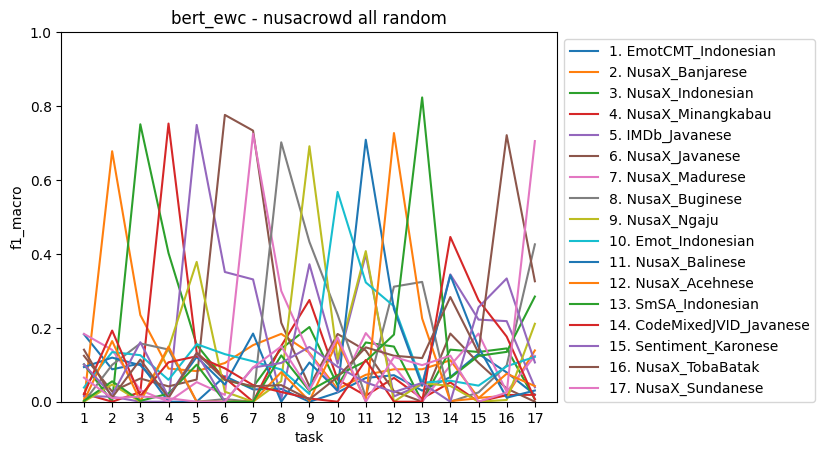 bert_ewc - nusacrowd all random
f1_macro
1.0
0.8
0.6
0.4
0.2
0.0
1 2 3 4 5 6 7 8 9 10 11 12 13 14 15 16 17
task
1. EmotCMT_Indonesian
2. NusaX_Banjarese
3. NusaX_Indonesian
4. NusaX_Minangkabau
5. IMDb_Javanese
6. NusaX_Javanese
7. NusaX_Madurese
8. NusaX_Buginese
9. NusaX_Ngaju
10. Emot_Indonesian
11. NusaX_Balinese
12. NusaX_Acehnese
13. SmSA_Indonesian
14. CodeMixedJVID_Javanese
15. Sentiment_Karonese
16. NusaX_TobaBatak
17. NusaX_Sundanese